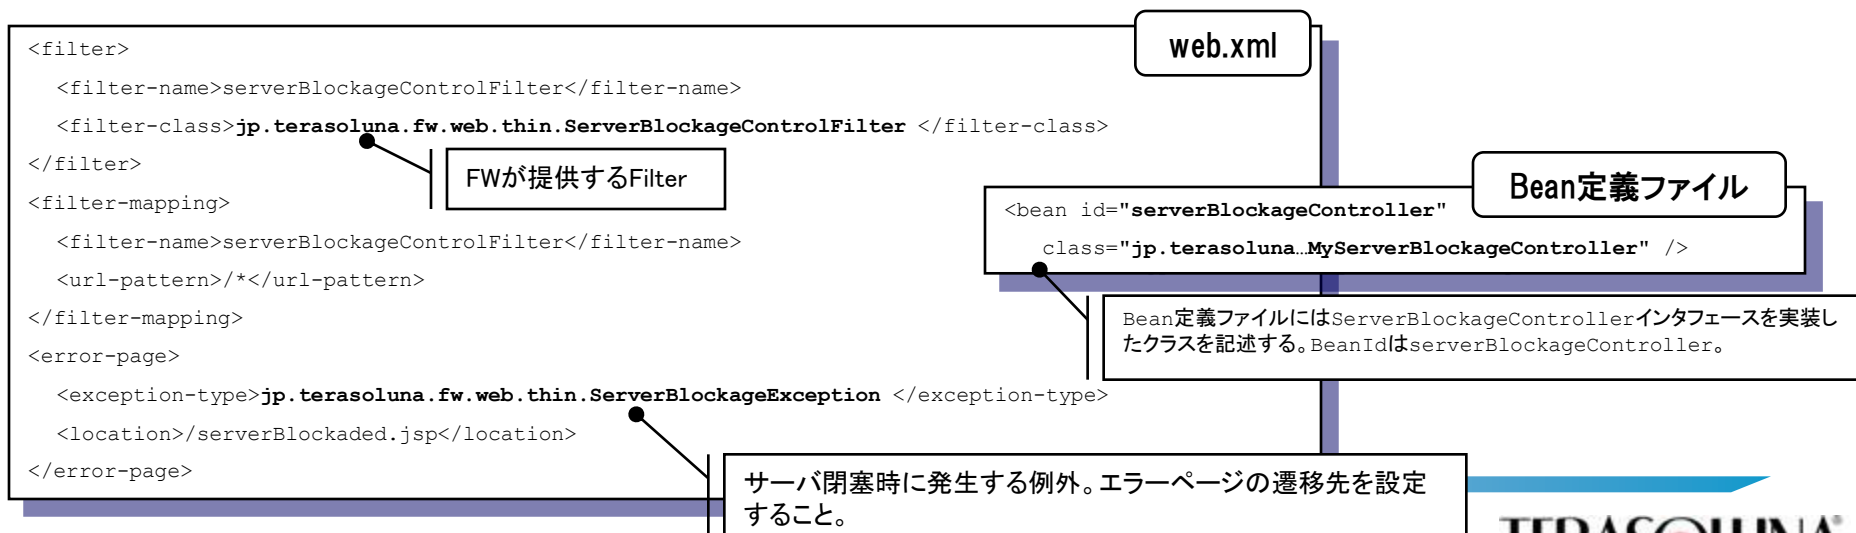 web.xml
<filter>
<filter-name>serverBlockageControlFilter</filter-name>
<filter-class>jp.terasoluna.fw.web.thin.ServerBlockageControlFilter </filter-class>
</filter>
FWが提供するFilter
<filter-mapping>
<filter-name>serverBlockageControlFilter</filter-name>
<url-pattern>/*</url-pattern>
</filter-mapping>
<error-page>
<exception-type>jp.terasoluna.fw.web.thin.ServerBlockageException </exception-type>
<location>/serverBlockaded.jsp</location>
</error-page>
サーバ閉塞時に発生する例外。エラーページの遷移先を設定
すること。
Bean定義ファイル
<bean id="serverBlockageController"
class="jp.terasoluna…MyServerBlockageController" />
Bean定義ファイルにはServerBlockageControllerインタフェースを実装し
たクラスを記述する。BeanIdはserverBlockageController。
TERASOLUNA®